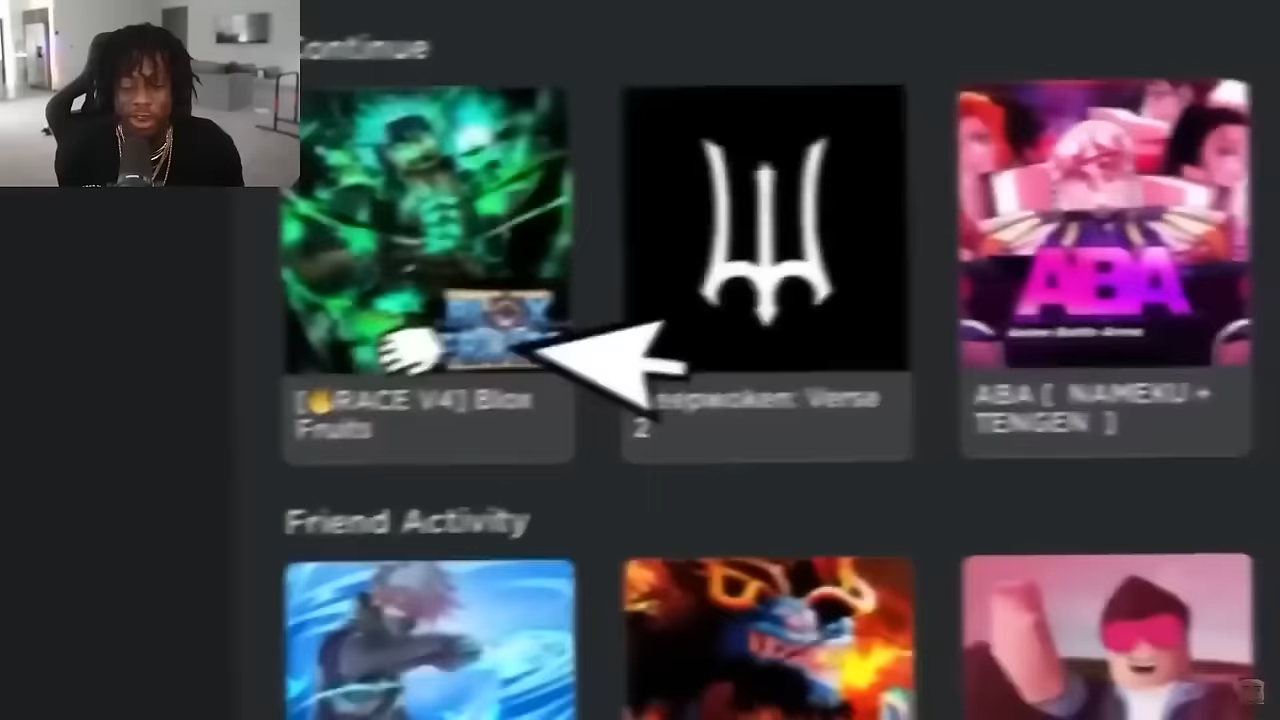 Continue
[👋RACE V4] Blox
Fruits
Verse
2
ABA
ABA [ NAMEKU +
TENGEN ]
Friend Activity